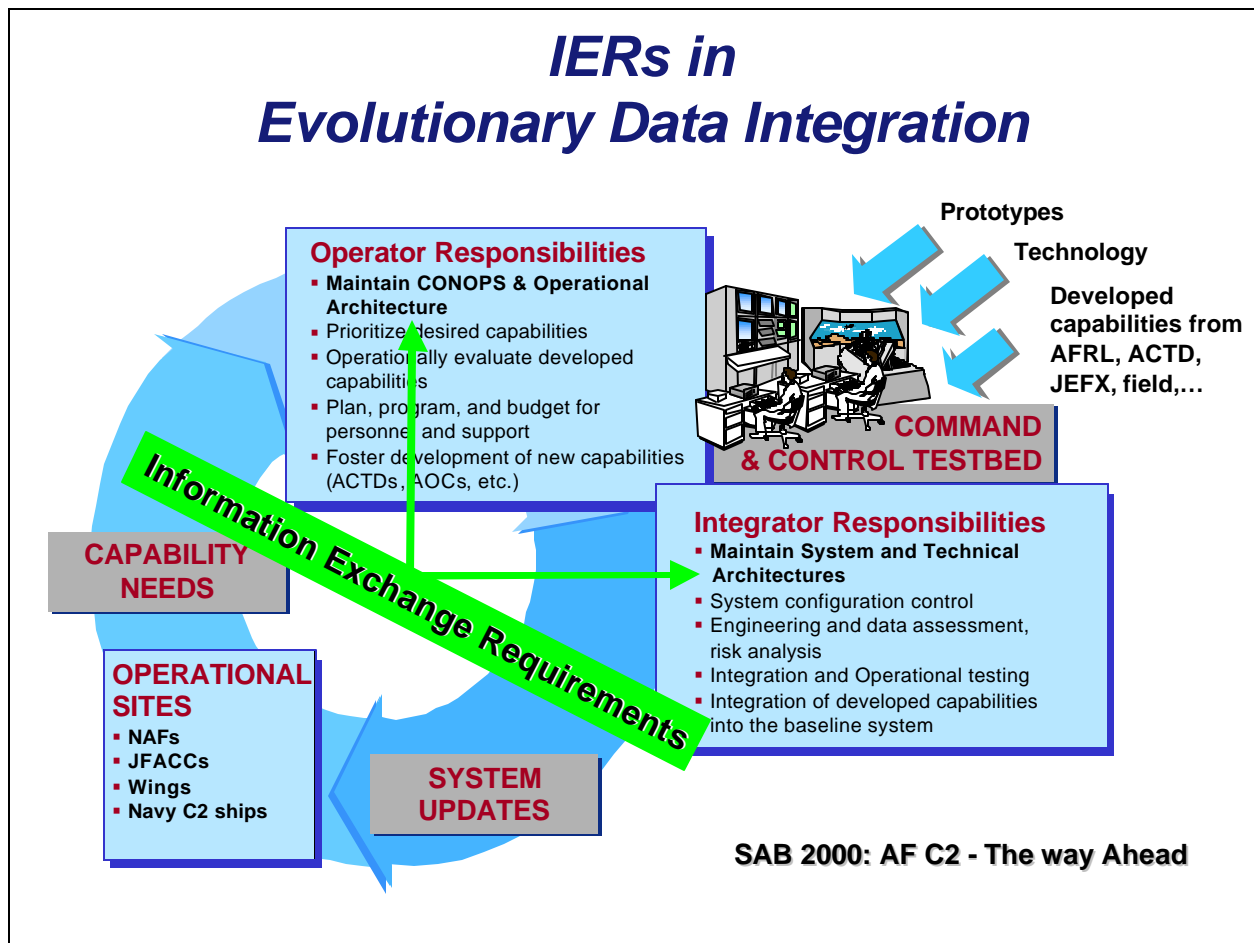 IERs in
Evolutionary Data Integration
Prototypes
Technology
Developed
capabilities from
AFRL, ACTD,
JEFX, field,…
Operator Responsibilities
▪ Maintain CONOPS & Operational
Architecture
▪ Prioritize desired capabilities
▪ Operationally evaluate developed
capabilities
▪ Plan, program, and budget for
personnel and support
▪ Foster development of new capabilities
(ACTDs, AOCs, etc.)
COMMAND
& CONTROL TESTBED
Integrator Responsibilities
▪ Maintain System and Technical
Architectures
▪ System configuration control
▪ Engineering and data assessment,
risk analysis
▪ Integration and Operational testing
▪ Integration of developed capabilities
into the baseline system
Information Exchange Requirements
CAPABILITY
NEEDS
OPERATIONAL
SITES
▪ NAFs
▪ JFACCs
▪ Wings
▪ Navy C2 ships
SYSTEM
UPDATES
SAB 2000: AF C2 - The way Ahead